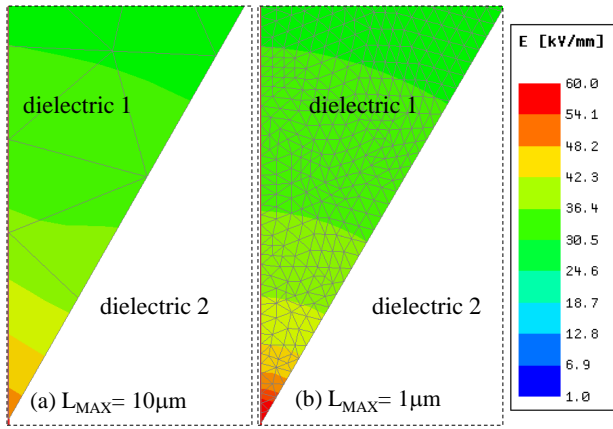 dielectric 1
dielectric 2
(a) L_MAX= 10μm
dielectric 1
dielectric 2
(b) L_MAX= 1μm
E [kV/mm]
60.0
54.1
48.2
42.3
36.4
30.5
24.6
18.7
12.8
6.9
1.0